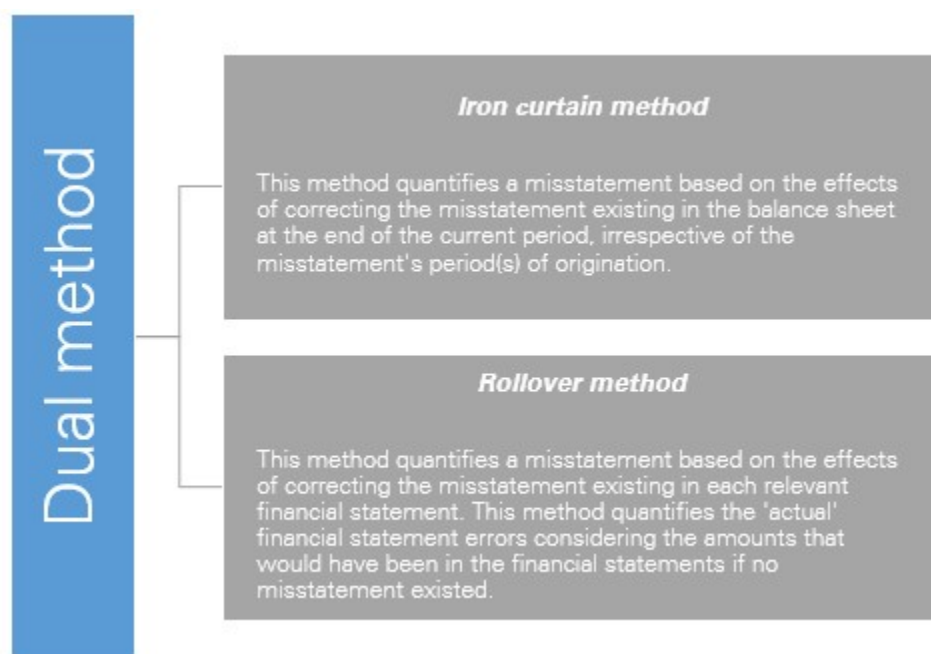 Dual method
Iron curtain method
This method quantifies a misstatement based on the effects
of correcting the misstatement existing in the balance sheet
at the end of the current period, irrespective of the
misstatement's period(s) of origination.
Rollover method
This method quantifies a misstatement based on the effects
of correcting the misstatement existing in each relevant
financial statement. This method quantifies the 'actual'
financial statement errors considering the amounts that
would have been in the financial statements if no
misstatement existed.